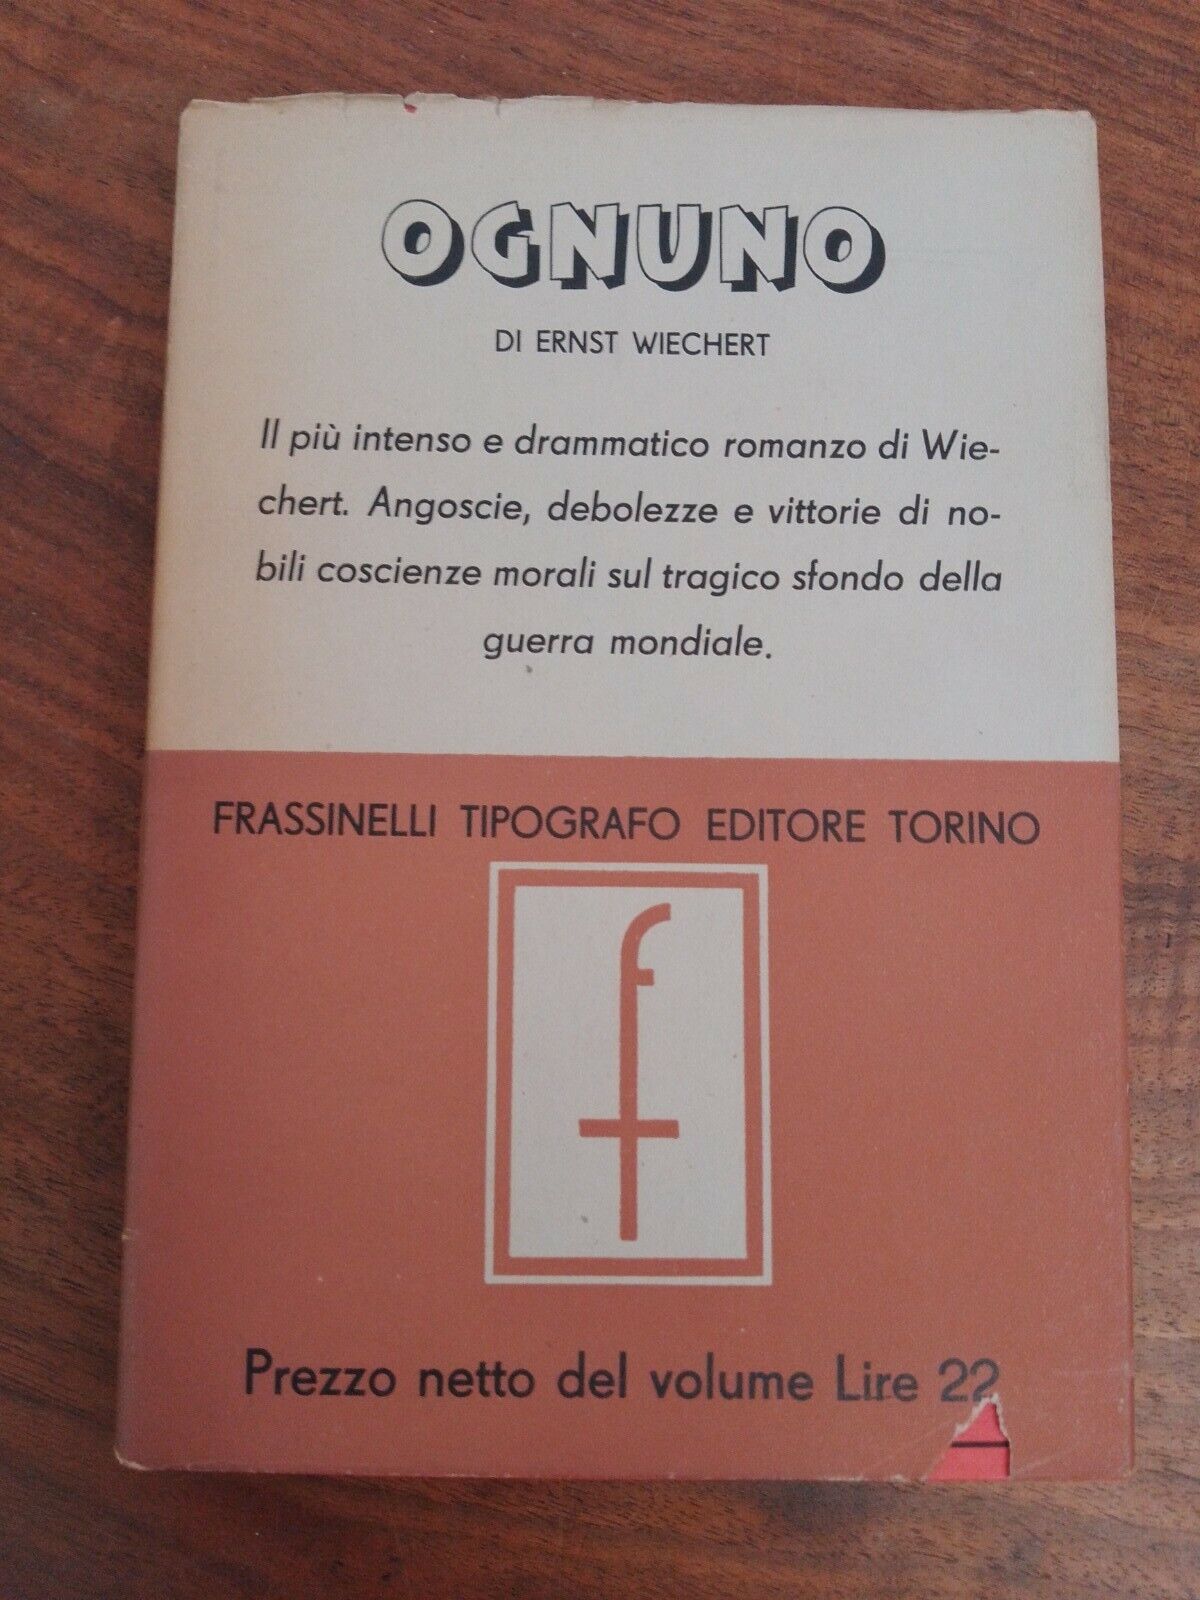 OGNUNO
DI ERNST WIECHERT
Il più intenso e drammatico romanzo di Wie-
chert. Angoscie, debolezze e vittorie di no-
bili coscienze morali sul tragico sfondo della
guerra mondiale.
FRASSINELLI TIPOGRAFO EDITORE TORINO
f
Prezzo netto del volume Lire 22